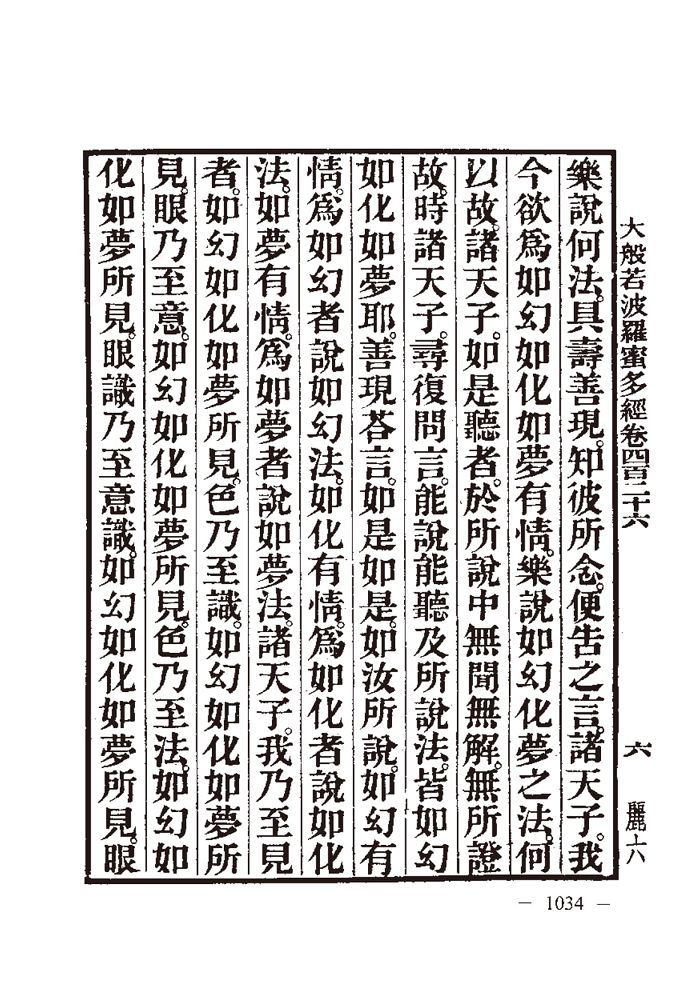 大般若波羅蜜多經卷四百二十六
六
麗上六
樂說何法。具壽善現。知彼所念。便告之言。諸天子。我
今欲爲如幻如化如夢有情。樂說如幻化夢之法。何
以故。諸天子。如是聽者。於所說中無聞無解。無所證
故。時諸天子。尋復問言。能說能聽及所說法。皆如幻
如化如夢耶。善現荅言。如是如是。如汝所說。如幻有
情。爲如幻者說如幻法。如化有情。爲如化者說如化
法。如夢有情。爲如夢者說如夢法。諸天子。我乃至見
者。如幻如化如夢所見。色乃至識。如幻如化如夢所
見。眼乃至意。如幻如化如夢所見。色乃至法。如幻如
化如夢所見。眼識乃至意識。如幻如化如夢所見。眼
— 1034 —